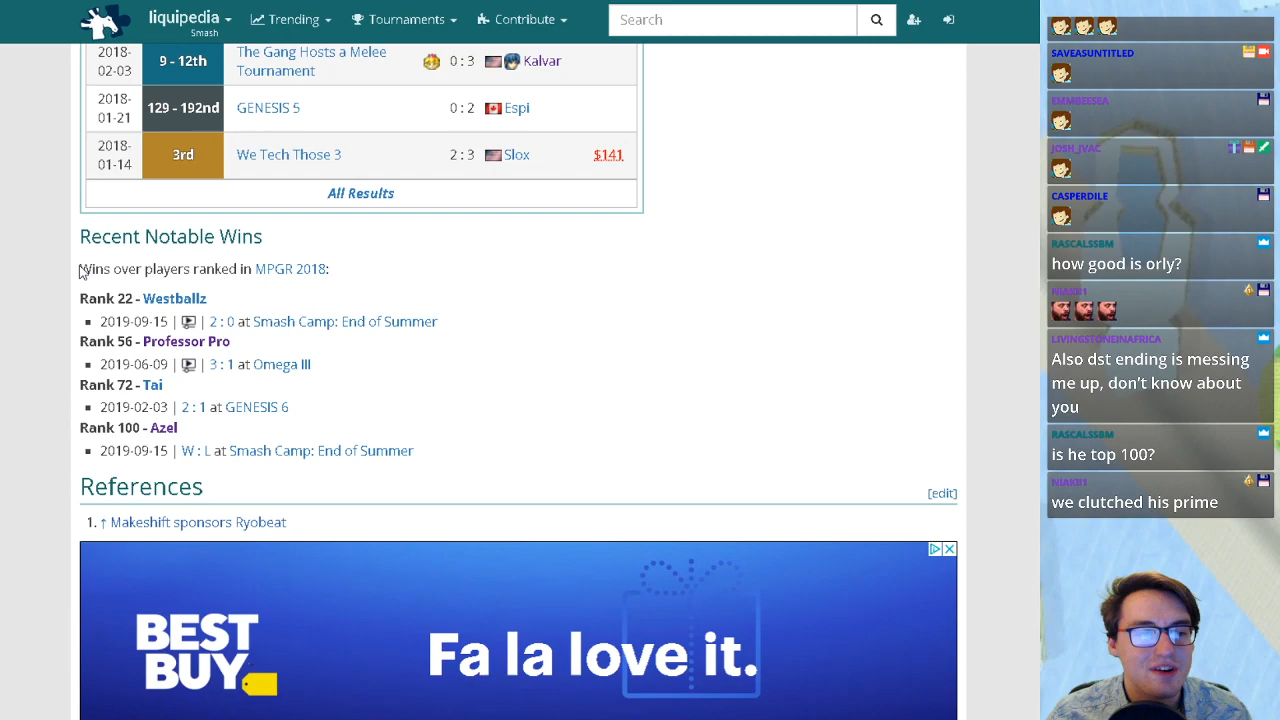 liquipedia
Smash
Trending
Tournaments
Contribute
Search
2018-
02-03
9 - 12th
The Gang Hosts a Melee
Tournament
0 : 3
Kalvar
2018-
01-21
129 - 192nd
GENESIS 5
0 : 2
Espi
2018-
01-14
3rd
We Tech Those 3
2 : 3
Slox
$141
All Results
Recent Notable Wins
Wins over players ranked in MPGR 2018:
Rank 22 - Westballz
2019-09-15 | | 2 : 0 at Smash Camp: End of Summer
Rank 56 - Professor Pro
2019-06-09 | | 3 : 1 at Omega III
Rank 72 - Tai
2019-02-03 | 2 : 1 at GENESIS 6
Rank 100 - Azel
2019-09-15 | W : L at Smash Camp: End of Summer
References
[edit]
1. ↑ Makeshift sponsors Ryobeat
BEST
BUY
Fa la love it.
SAVEASUNTITLED
EMMBEESEA
JOSH_JVAC
CASPERDILE
RASCALSSBM
how good is orly?
LIVINGSTONEINAFRICA
Also dst ending is messing
me up, don't know about
you
RASCALSSBM
is he top 100?
we clutched his prime